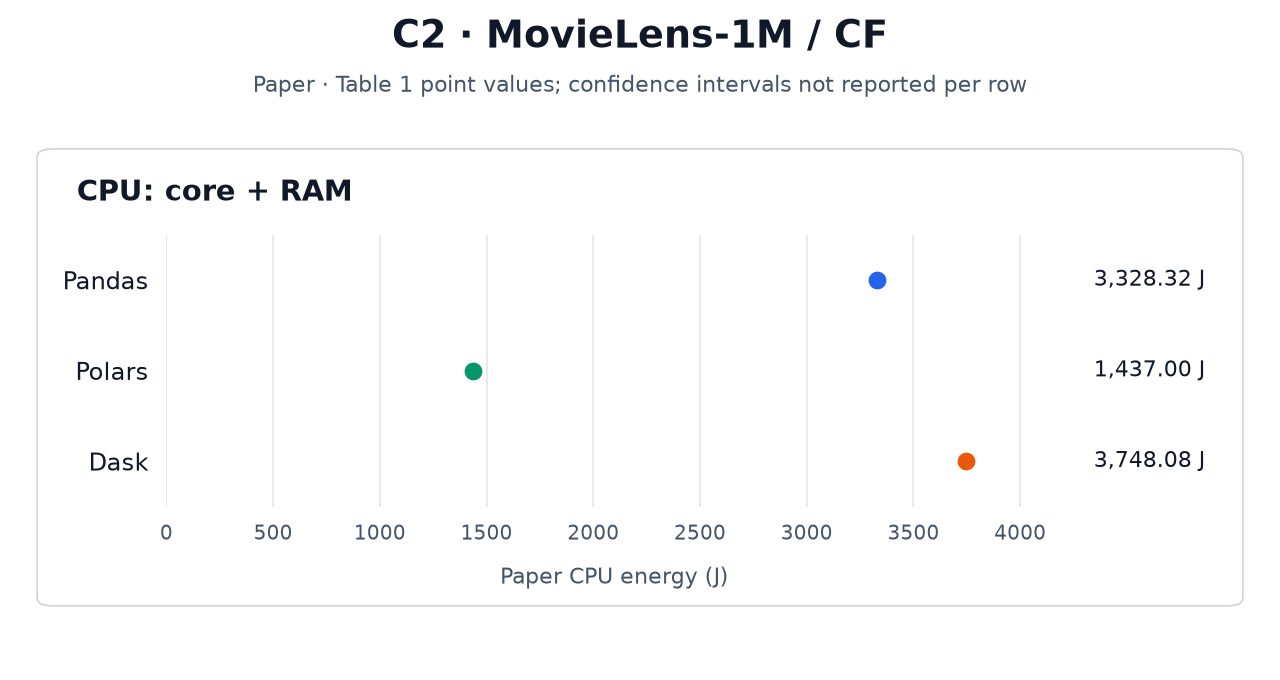 C2 · MovieLens-1M / CF
Paper · Table 1 point values; confidence intervals not reported per row
CPU: core + RAM
Pandas 3,328.32 J
Polars 1,437.00 J
Dask 3,748.08 J
0 500 1000 1500 2000 2500 3000 3500 4000
Paper CPU energy (J)